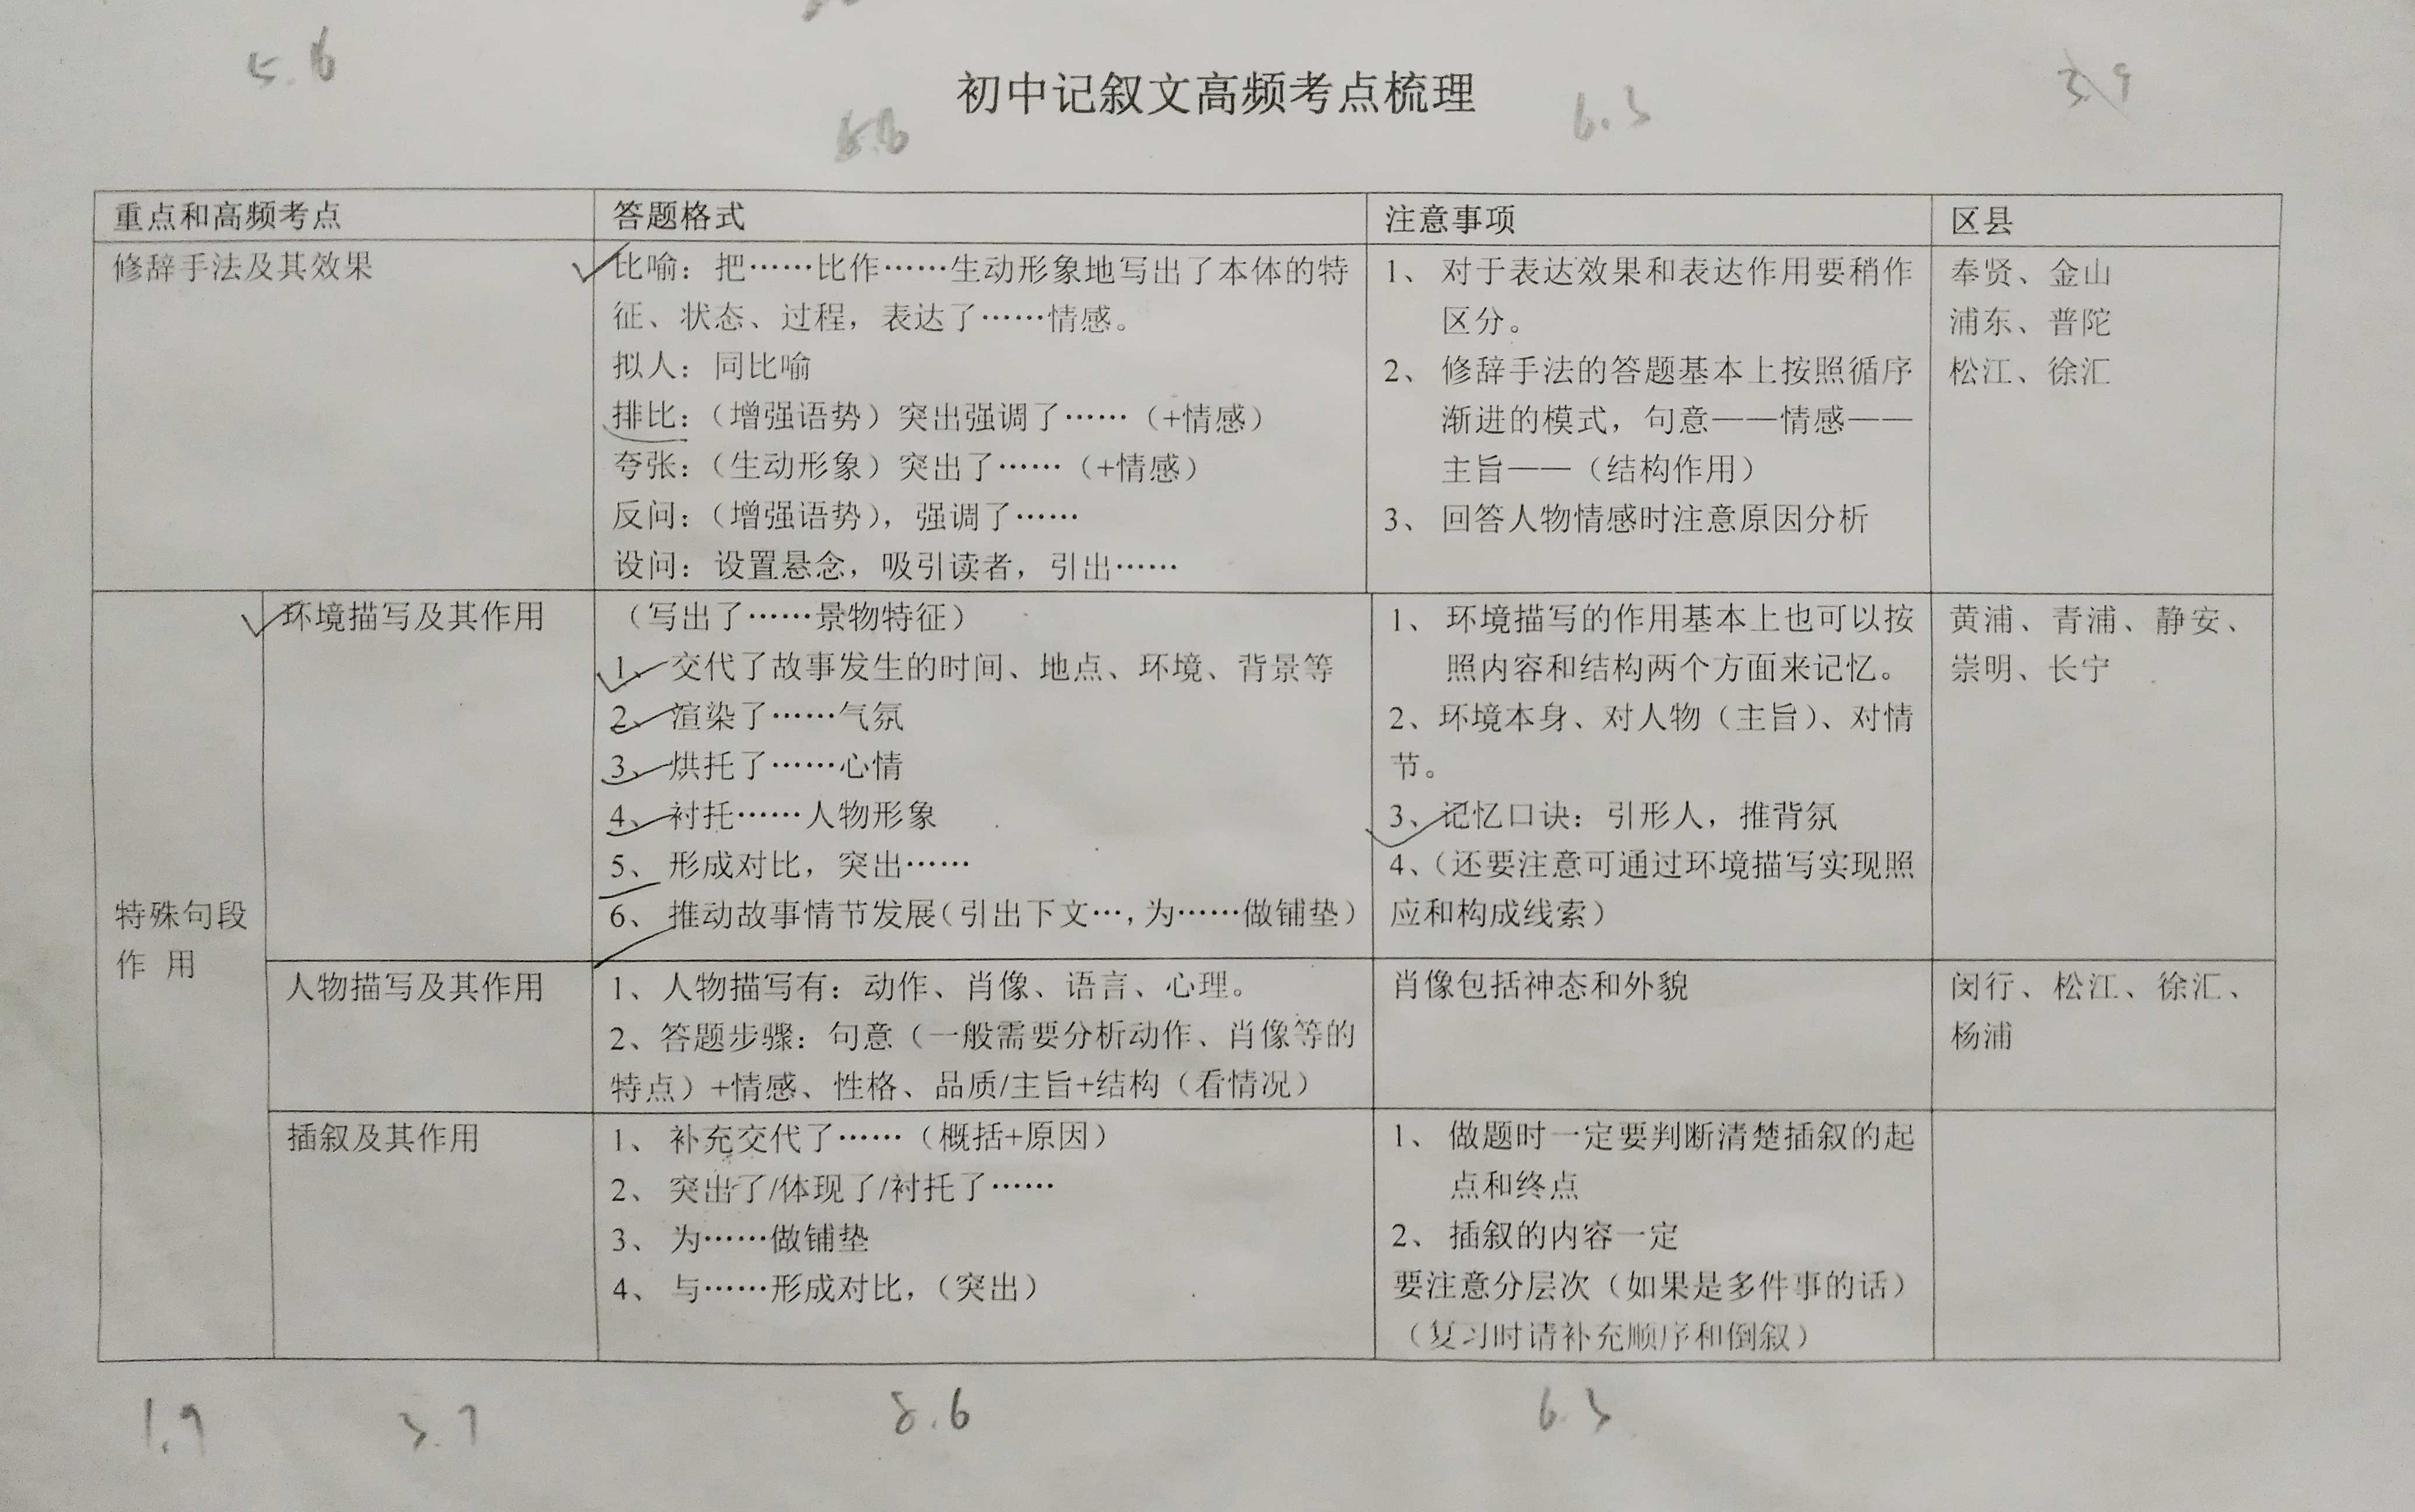 5.6
初中记叙文高频考点梳理
6.3
3.9
重点和高频考点 答题格式 注意事项 区县
修辞手法及其效果
比喻：把……比作……生动形象地写出了本体的特
征、状态、过程，表达了……情感。
拟人：同比喻
排比：（增强语势）突出强调了……（+情感）
夸张：（生动形象）突出了……（+情感）
反问：（增强语势），强调了……
设问：设置悬念，吸引读者，引出……
1、 对于表达效果和表达作用要稍作
区分。
2、 修辞手法的答题基本上按照循序
渐进的模式，句意——情感——
主旨——（结构作用）
3、 回答人物情感时注意原因分析
奉贤、金山
浦东、普陀
松江、徐汇
特殊句段
作 用
环境描写及其作用
（写出了……景物特征）
1、 交代了故事发生的时间、地点、环境、背景等
2、 渲染了……气氛
3、 烘托了……心情
4、 衬托……人物形象
5、 形成对比，突出……
6、 推动故事情节发展（引出下文…,为……做铺垫）
1、 环境描写的作用基本上也可以按
照内容和结构两个方面来记忆。
2、环境本身、对人物（主旨）、对情
节。
3、记忆口诀：引形人，推背氛
4、（还要注意可通过环境描写实现照
应和构成线索）
黄浦、青浦、静安、
崇明、长宁
人物描写及其作用
1、人物描写有：动作、肖像、语言、心理。
2、答题步骤：句意（一般需要分析动作、肖像等的
特点）+情感、性格、品质/主旨+结构（看情况）
肖像包括神态和外貌
闵行、松江、徐汇、
杨浦
插叙及其作用
1、 补充交代了……（概括+原因）
2、 突出了/体现了/衬托了……
3、 为……做铺垫
4、 与……形成对比，（突出）
1、 做题时一定要判断清楚插叙的起
点和终点
2、 插叙的内容一定
要注意分层次（如果是多件事的话）
（复习时请补充顺序和倒叙）
1.9
3.7
8.6
6.3